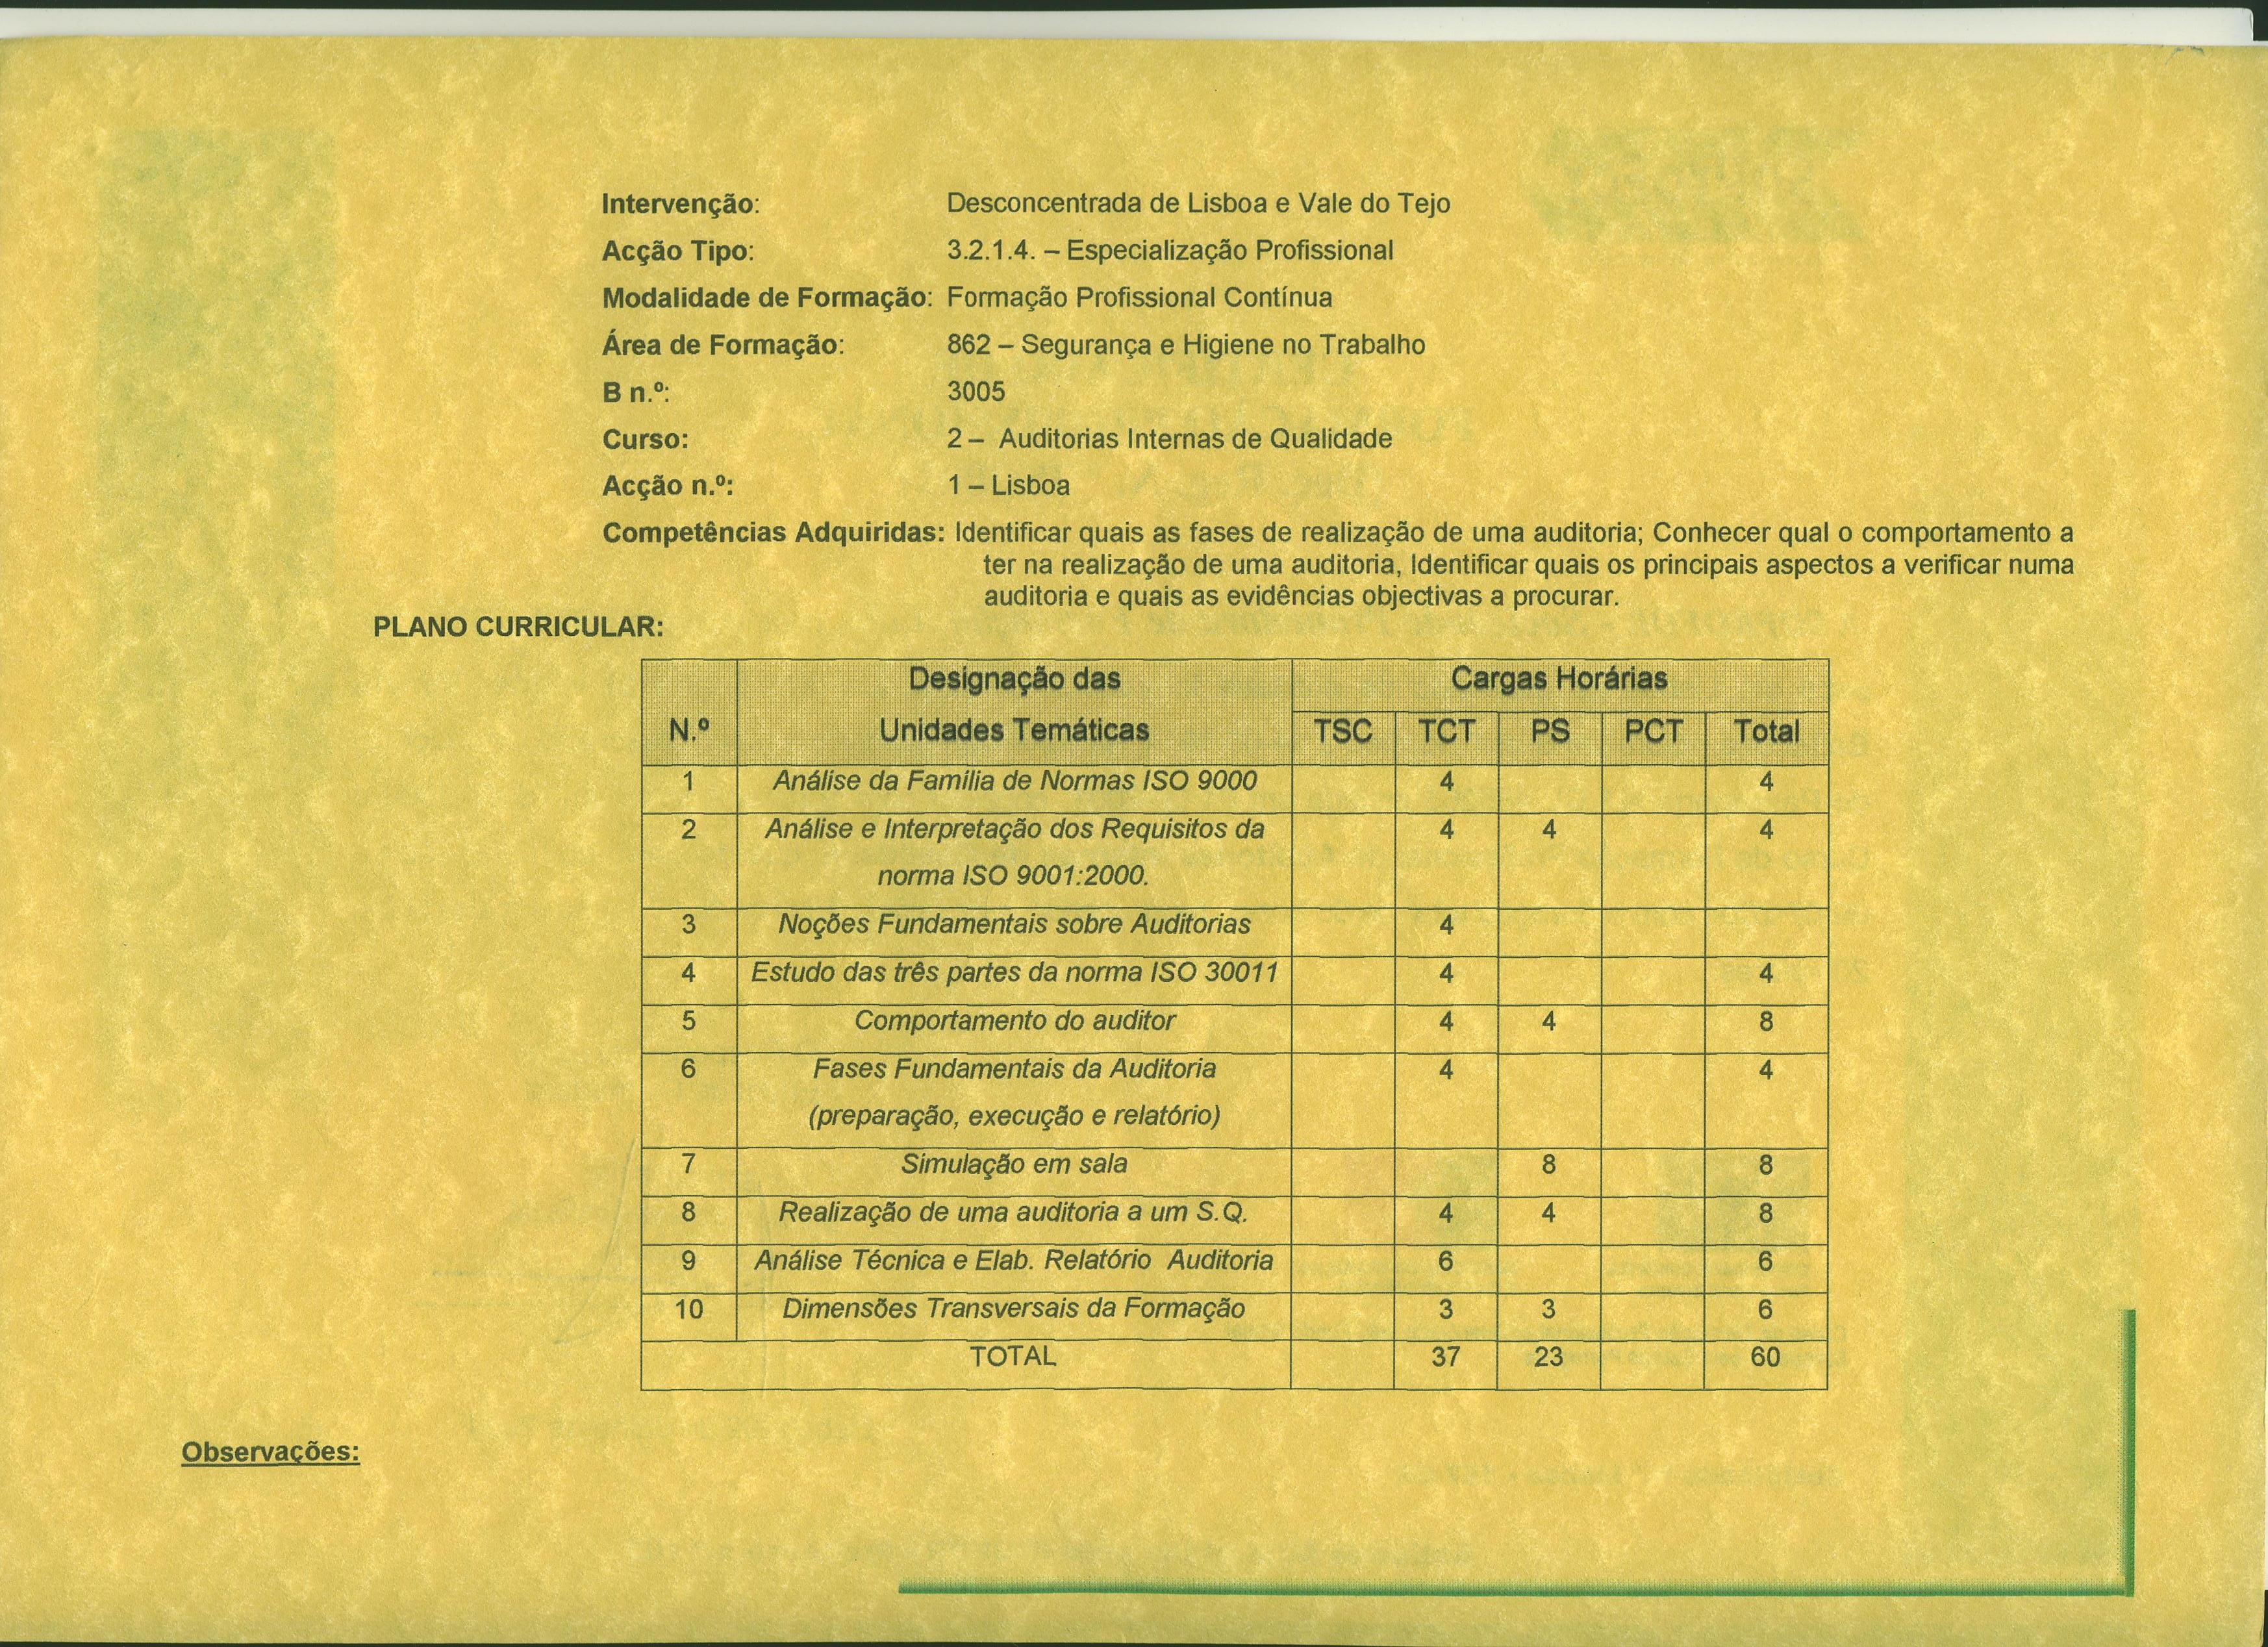 Intervenção: Desconcentrada de Lisboa e Vale do Tejo
Acção Tipo: 3.2.1.4. – Especialização Profissional
Modalidade de Formação: Formação Profissional Contínua
Área de Formação: 862 – Segurança e Higiene no Trabalho
B n.º: 3005
Curso: 2 – Auditorias Internas de Qualidade
Acção n.º: 1 – Lisboa
Competências Adquiridas: Identificar quais as fases de realização de uma auditoria; Conhecer qual o comportamento a
ter na realização de uma auditoria, Identificar quais os principais aspectos a verificar numa
auditoria e quais as evidências objectivas a procurar.
PLANO CURRICULAR:
Designação das Cargas Horárias
N.º Unidades Temáticas TSC TCT PS PCT Total
1 Análise da Família de Normas ISO 9000 4 4
2 Análise e Interpretação dos Requisitos da 4 4 4
norma ISO 9001:2000.
3 Noções Fundamentais sobre Auditorias 4
4 Estudo das três partes da norma ISO 30011 4 4
5 Comportamento do auditor 4 4 8
6 Fases Fundamentais da Auditoria 4 4
(preparação, execução e relatório)
7 Simulação em sala 8 8
8 Realização de uma auditoria a um S.Q. 4 4 8
9 Análise Técnica e Elab. Relatório Auditoria 6 6
10 Dimensões Transversais da Formação 3 3 6
TOTAL 37 23 60
Observações: